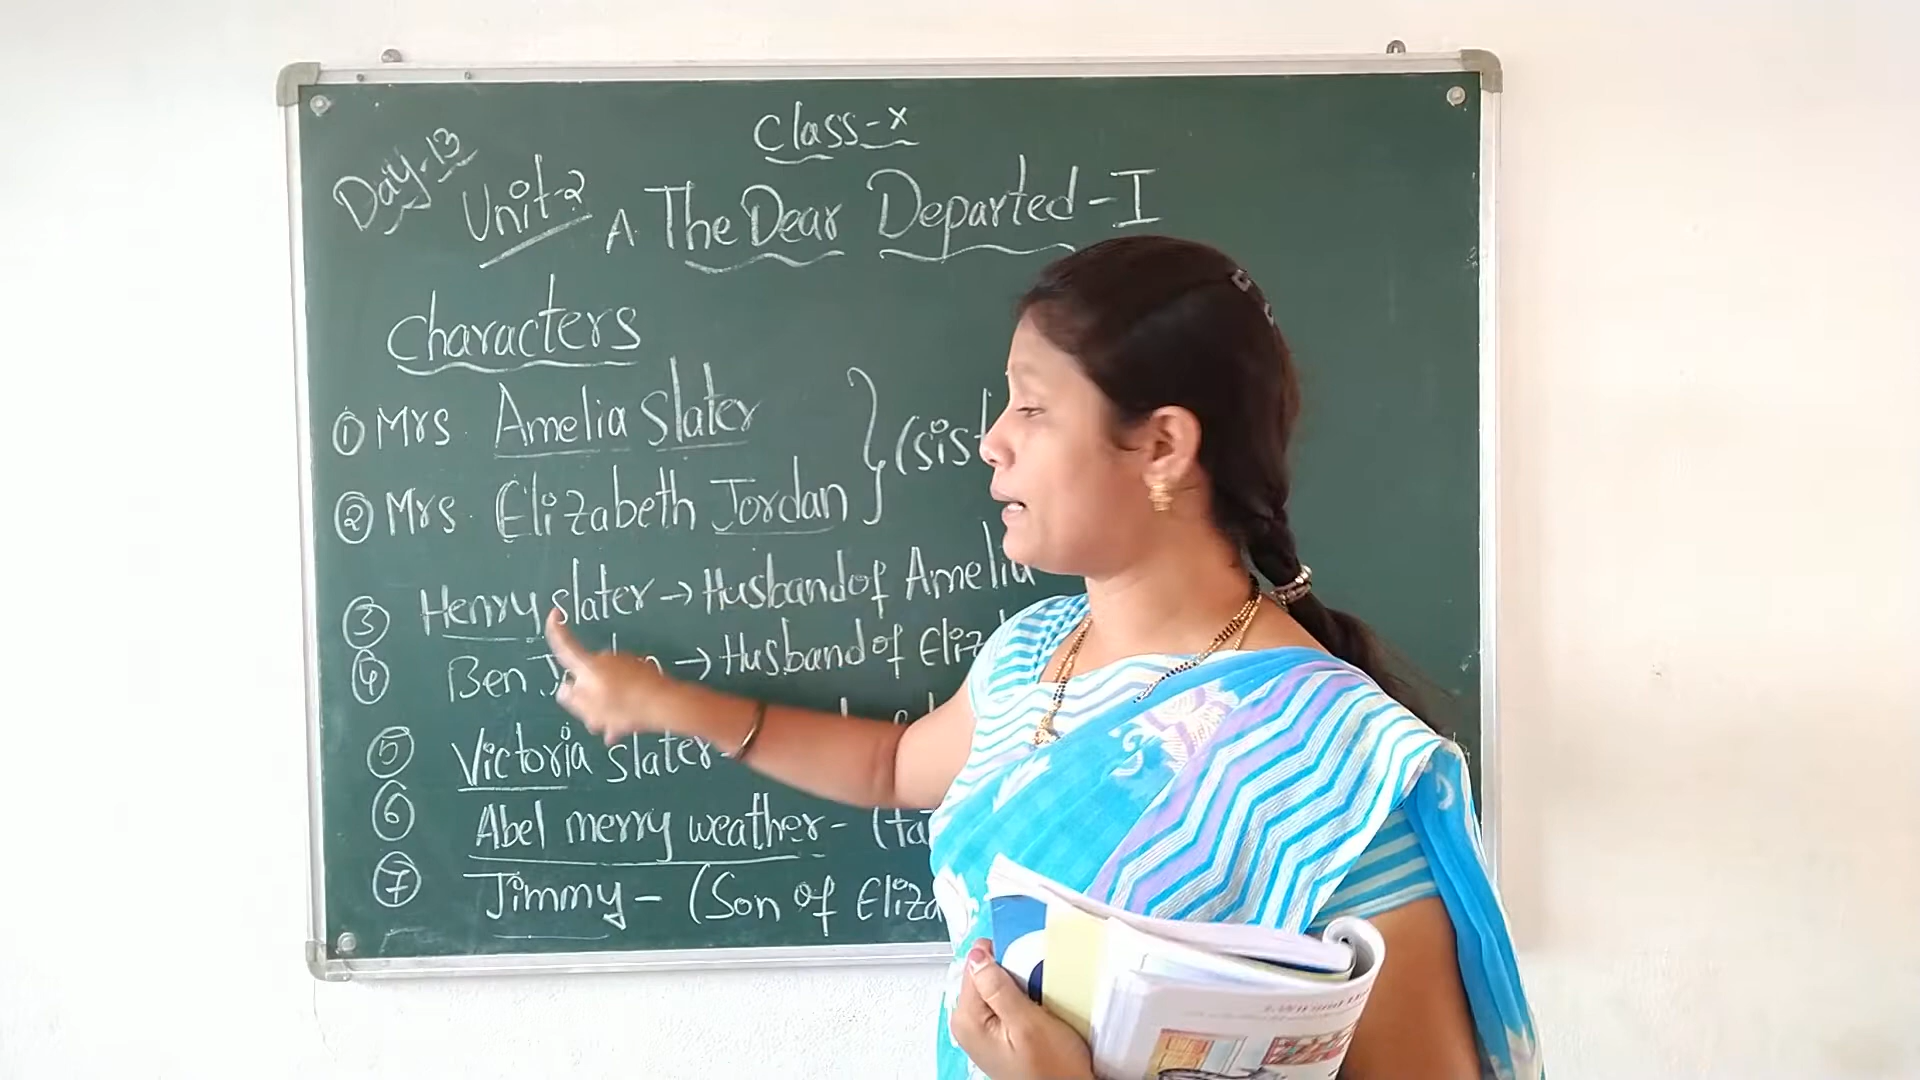 Class-x
Day-13
Unit-2 A The Dear Departed-I
Characters
① Mrs Amelia Slater
② Mrs Elizabeth Jordan
③ Henry slater → Husband of Amelia
④ Ben → Husband of
⑤ Victoria slater-
⑥ Abel merry weather-
⑦ Jimmy - (Son of